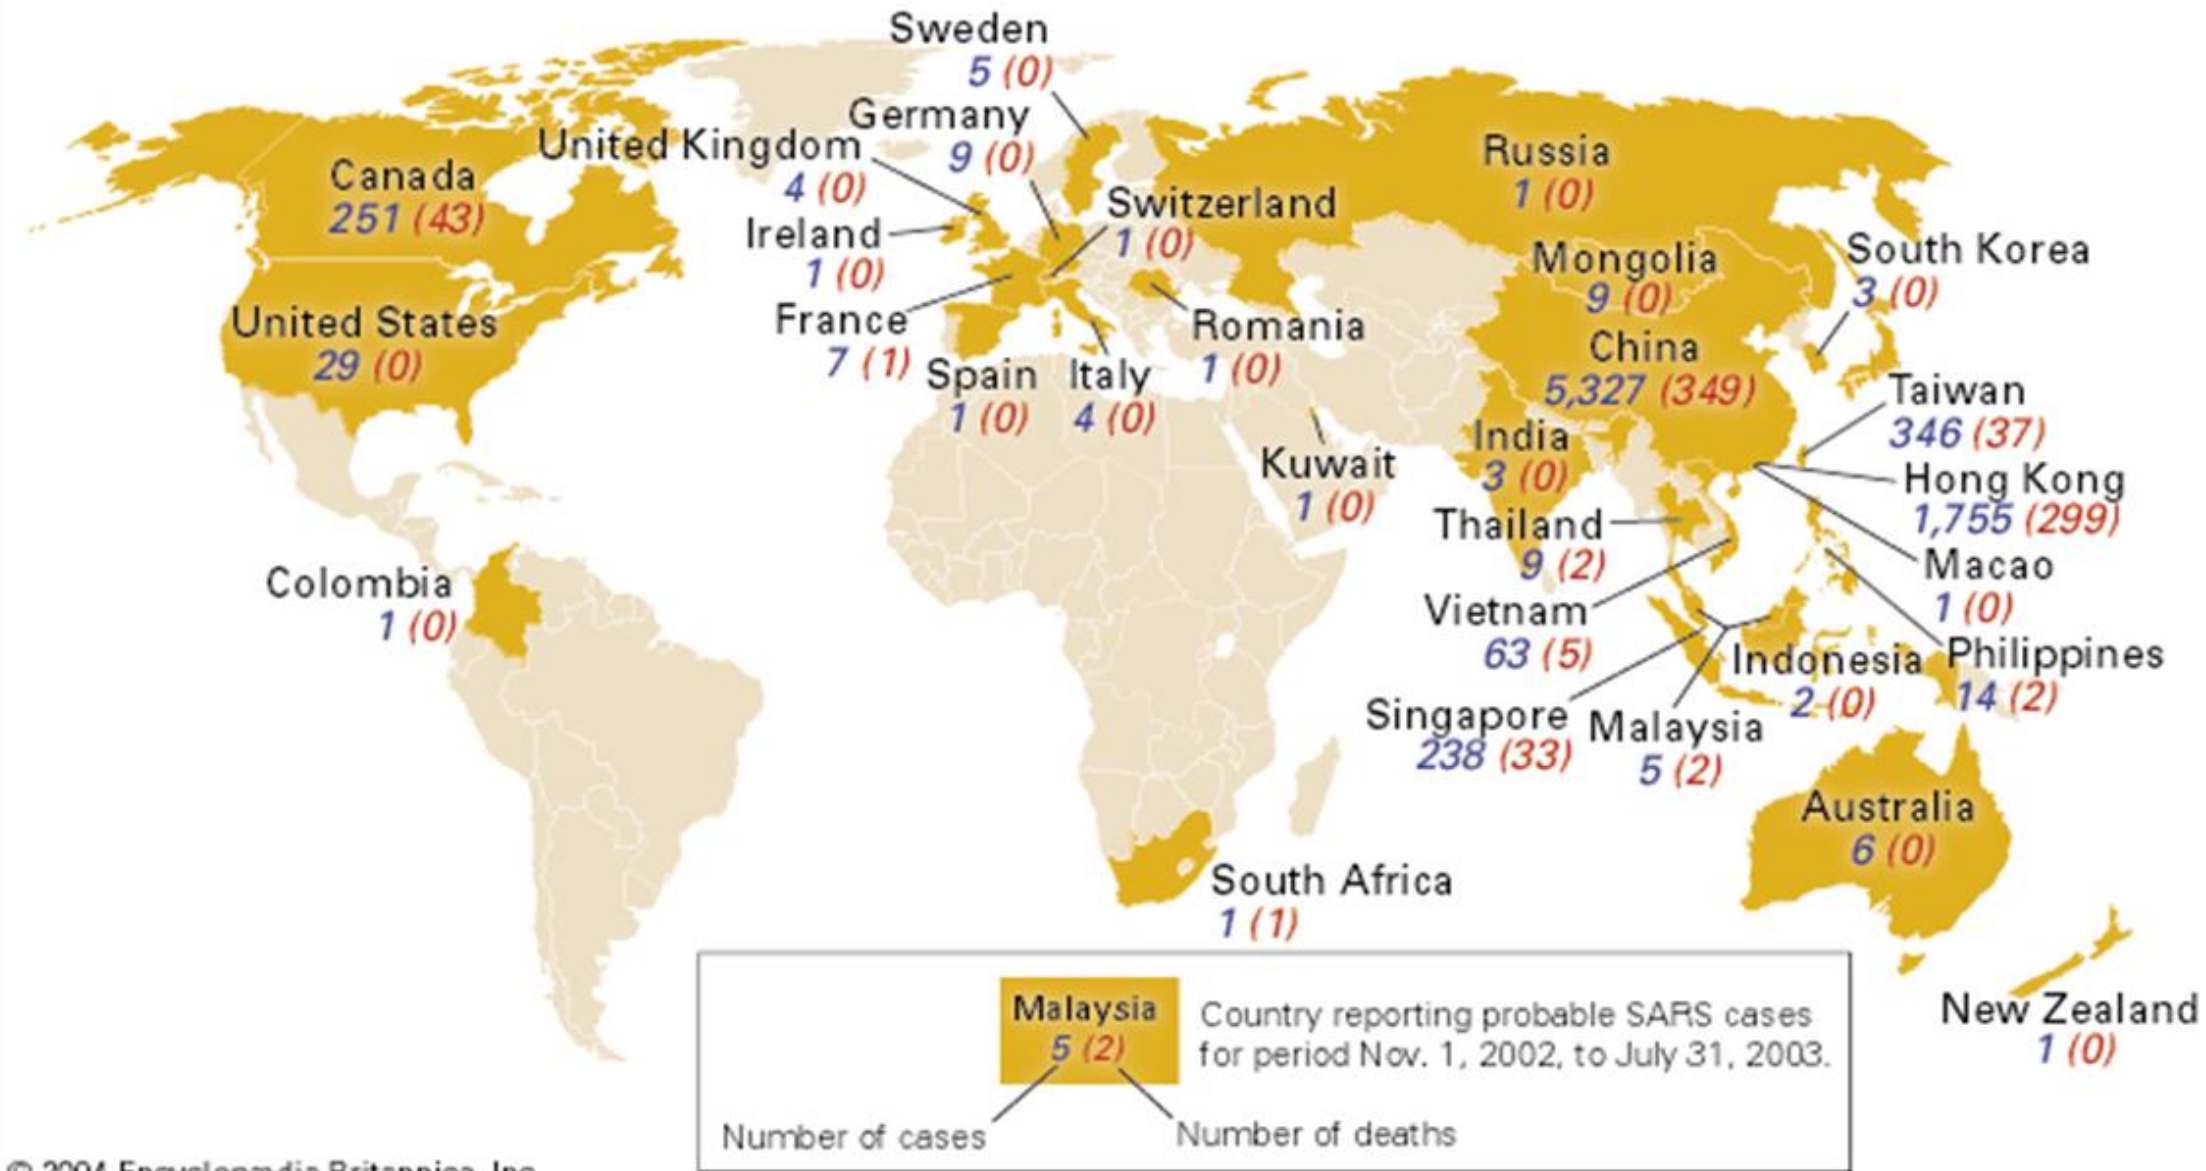 Sweden
5 (0)
Germany
9 (0)
United Kingdom
4 (0)
Canada
251 (43)
Ireland
1 (0)
Switzerland
1 (0)
Russia
1 (0)
Mongolia
9 (0)
South Korea
3 (0)
United States
29 (0)
France
7 (1)
Spain
1 (0)
Italy
4 (0)
Romania
1 (0)
China
5,327 (349)
Taiwan
346 (37)
India
3 (0)
Kuwait
1 (0)
Hong Kong
1,755 (299)
Thailand
9 (2)
Macao
1 (0)
Colombia
1 (0)
Vietnam
63 (5)
Indonesia
2 (0)
Philippines
14 (2)
Singapore
238 (33)
Malaysia
5 (2)
Australia
6 (0)
South Africa
1 (1)
New Zealand
1 (0)
Malaysia
5 (2)
Country reporting probable SARS cases
for period Nov. 1, 2002, to July 31, 2003.
Number of cases
Number of deaths
© 2004 Encyclopædia Britannica, Inc.